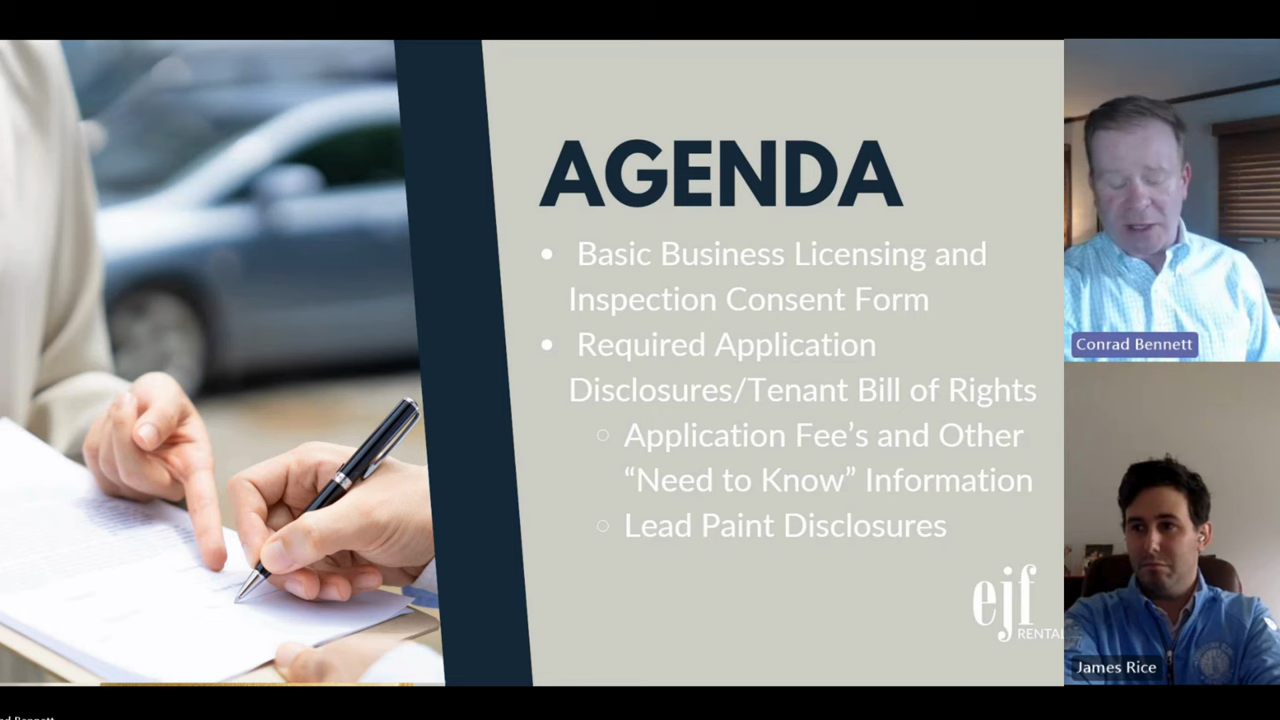 AGENDA
• Basic Business Licensing and
Inspection Consent Form
• Required Application
Disclosures/Tenant Bill of Rights
○ Application Fee's and Other
“Need to Know” Information
○ Lead Paint Disclosures
ejf
RENTAL
Conrad Bennett
James Rice